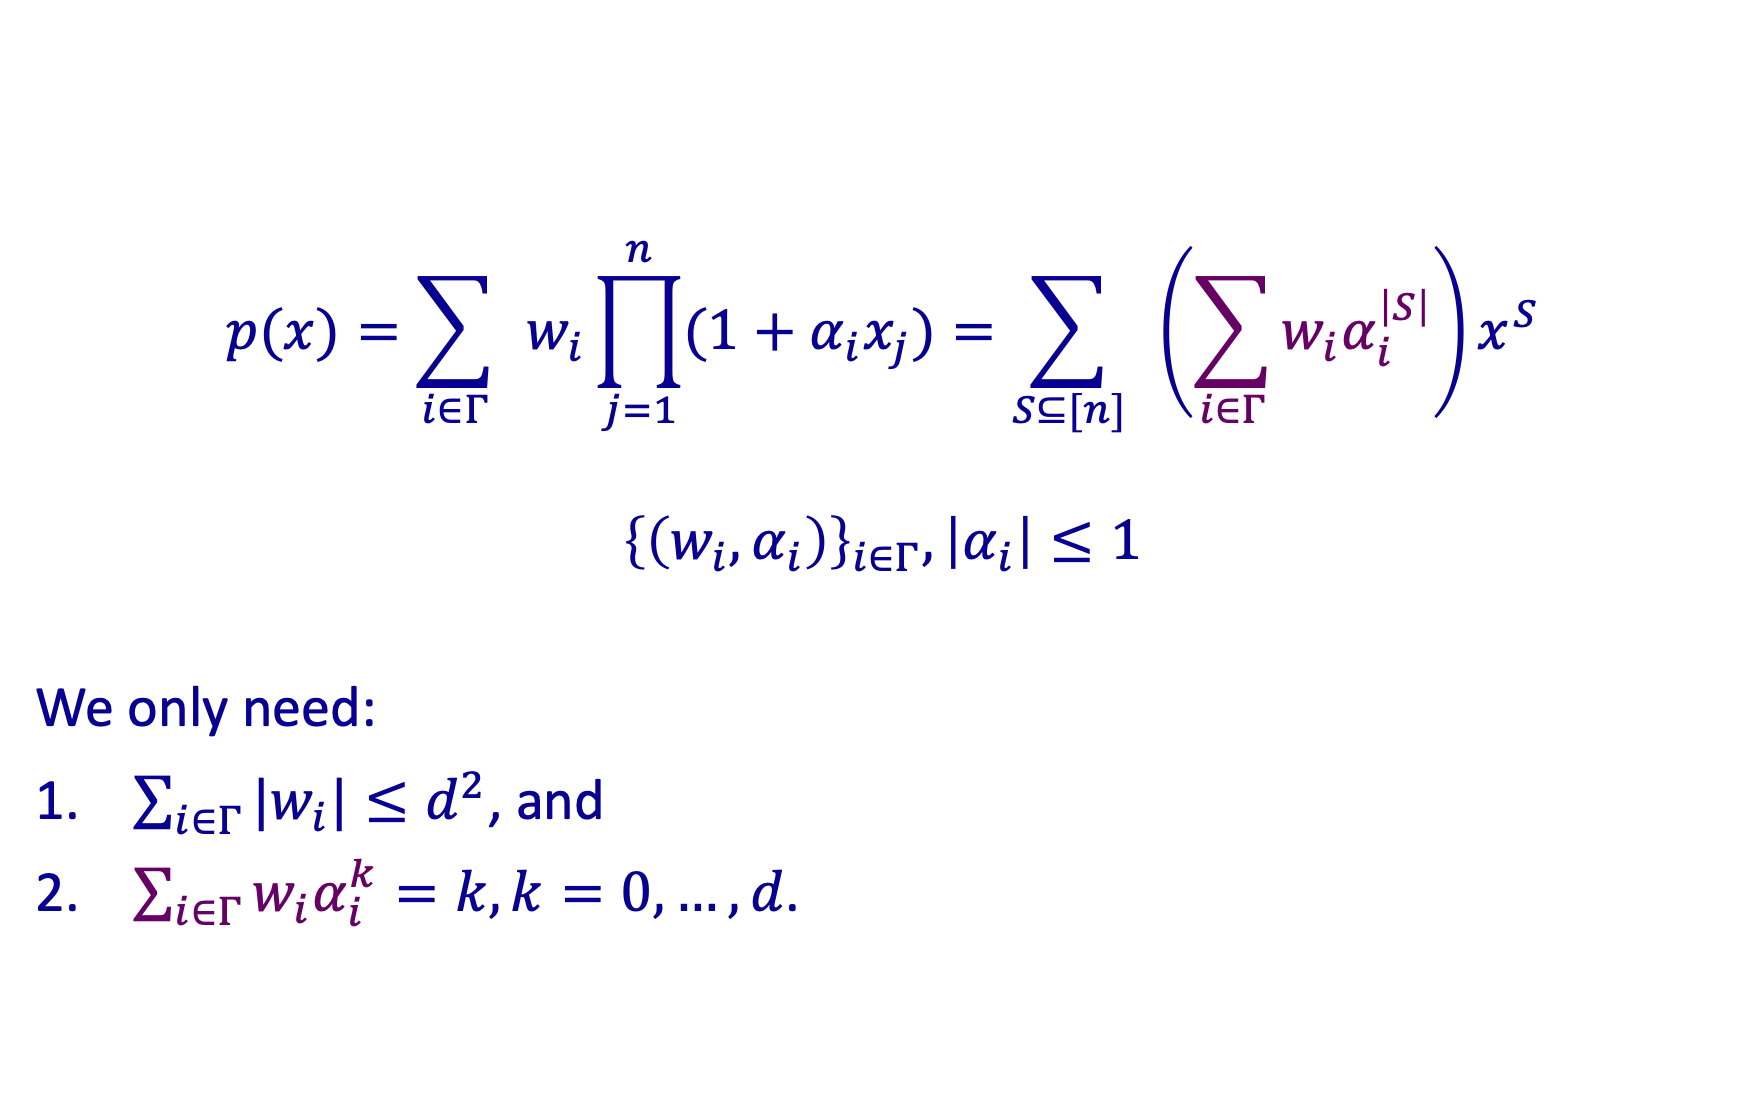 p(x) = ∑_{i∈Γ} w_i ∏_{j=1}^{n} (1 + α_i x_j) = ∑_{S⊆[n]} (∑_{i∈Γ} w_i α_i^{|S|}) x^S
{(w_i, α_i)}_{i∈Γ}, |α_i| ≤ 1
We only need:
1. ∑_{i∈Γ} |w_i| ≤ d^2, and
2. ∑_{i∈Γ} w_i α_i^k = k, k = 0, … , d.